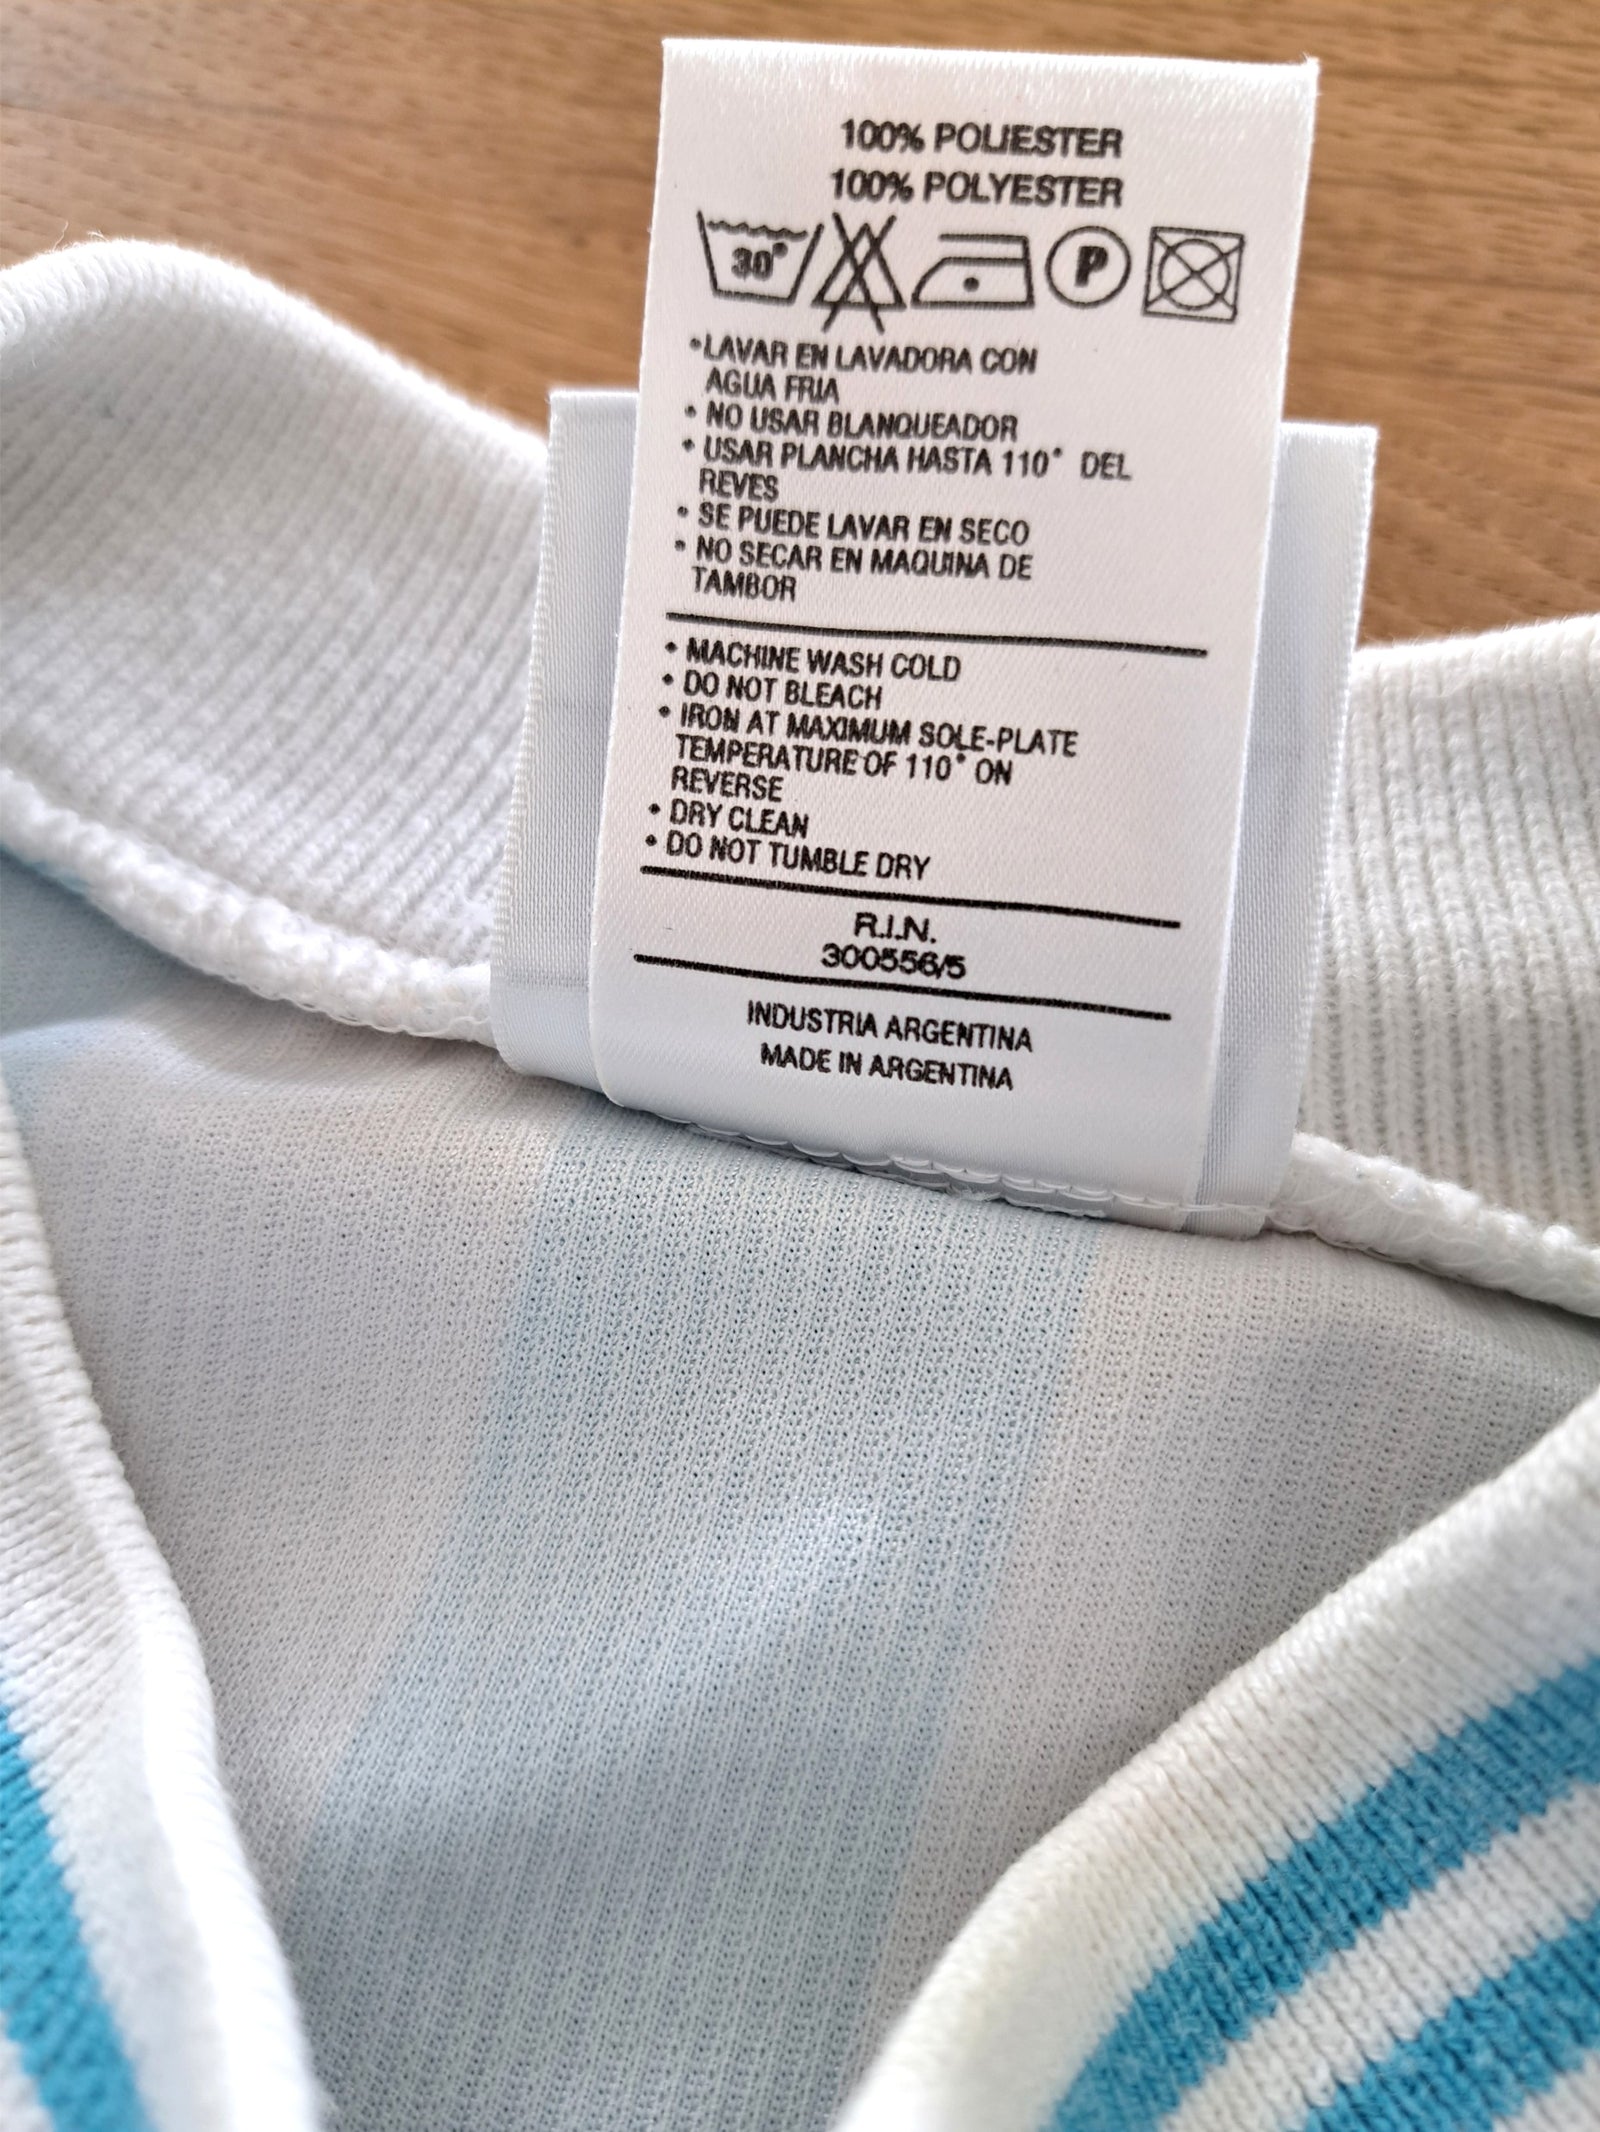 100% POLIESTER
100% POLYESTER
30° P
•LAVAR EN LAVADORA CON
AGUA FRIA
• NO USAR BLANQUEADOR
• USAR PLANCHA HASTA 110° DEL
REVES
• SE PUEDE LAVAR EN SECO
• NO SECAR EN MAQUINA DE
TAMBOR
• MACHINE WASH COLD
• DO NOT BLEACH
• IRON AT MAXIMUM SOLE-PLATE
TEMPERATURE OF 110° ON
REVERSE
• DRY CLEAN
• DO NOT TUMBLE DRY
R.I.N.
300556/5
INDUSTRIA ARGENTINA
MADE IN ARGENTINA